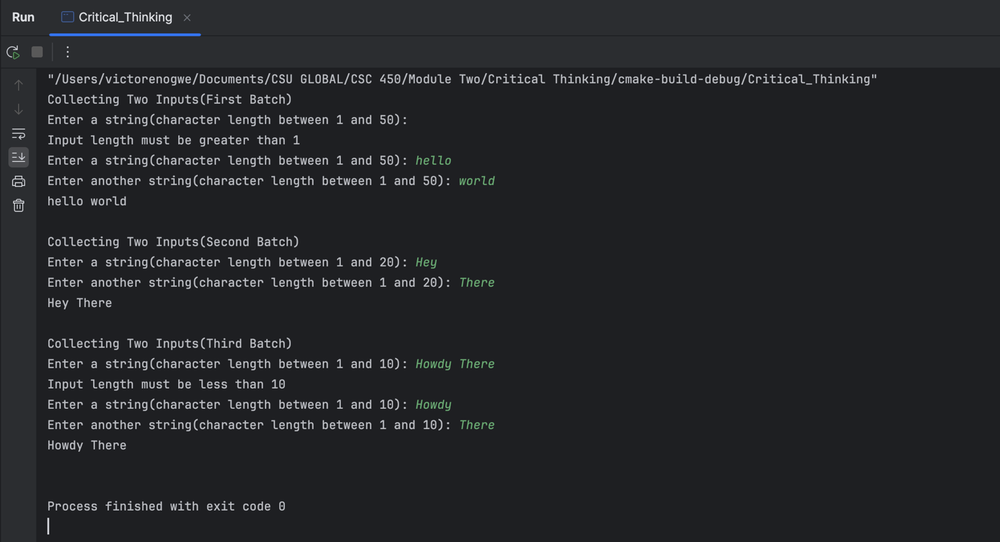 Run Critical_Thinking
"/Users/victorenogwe/Documents/CSU GLOBAL/CSC 450/Module Two/Critical Thinking/cmake-build-debug/Critical_Thinking"
Collecting Two Inputs(First Batch)
Enter a string(character length between 1 and 50):
Input length must be greater than 1
Enter a string(character length between 1 and 50): hello
Enter another string(character length between 1 and 50): world
hello world
Collecting Two Inputs(Second Batch)
Enter a string(character length between 1 and 20): Hey
Enter another string(character length between 1 and 20): There
Hey There
Collecting Two Inputs(Third Batch)
Enter a string(character length between 1 and 10): Howdy There
Input length must be less than 10
Enter a string(character length between 1 and 10): Howdy
Enter another string(character length between 1 and 10): There
Howdy There
Process finished with exit code 0